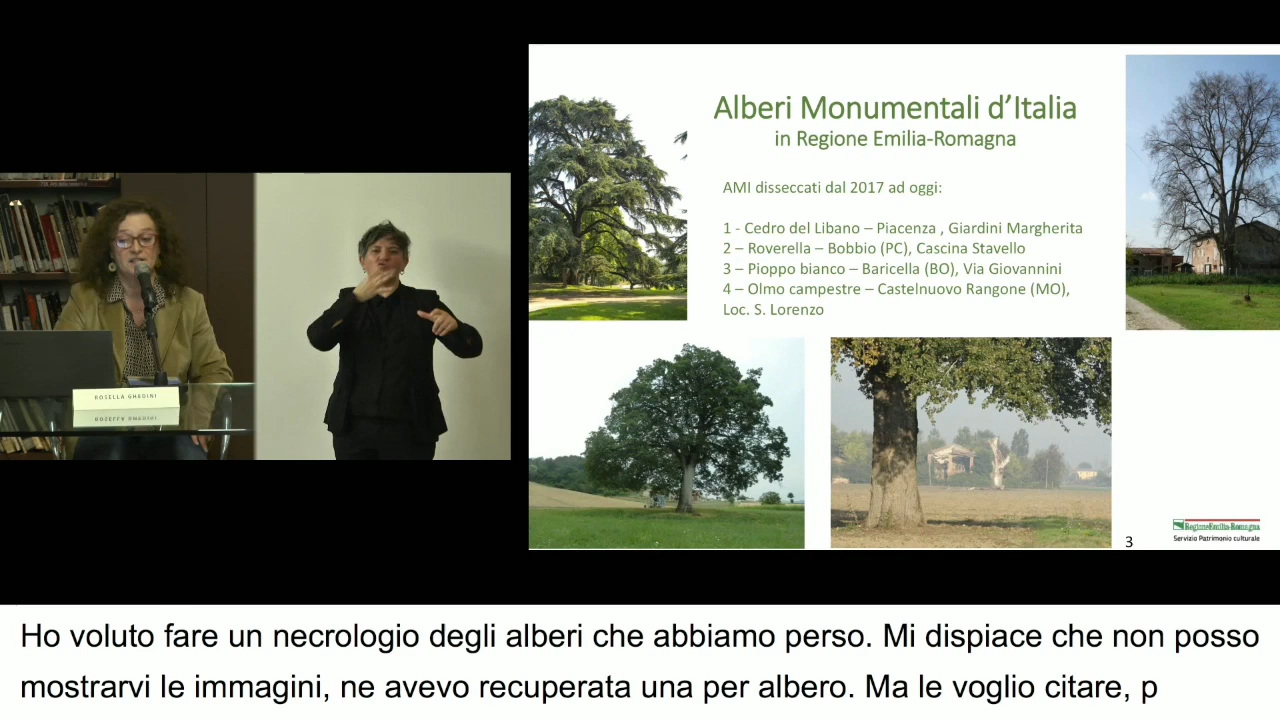 Alberi Monumentali d'Italia
in Regione Emilia-Romagna
AMI disseccati dal 2017 ad oggi:
1 - Cedro del Libano – Piacenza , Giardini Margherita
2 – Roverella – Bobbio (PC), Cascina Stavello
3 – Pioppo bianco – Baricella (BO), Via Giovannini
4 – Olmo campestre – Castelnuovo Rangone (MO),
Loc. S. Lorenzo
ROSELLA GHEDINI
RegioneEmilia-Romagna
Servizio Patrimonio culturale
3
Ho voluto fare un necrologio degli alberi che abbiamo perso. Mi dispiace che non posso
mostrarvi le immagini, ne avevo recuperata una per albero. Ma le voglio citare, p